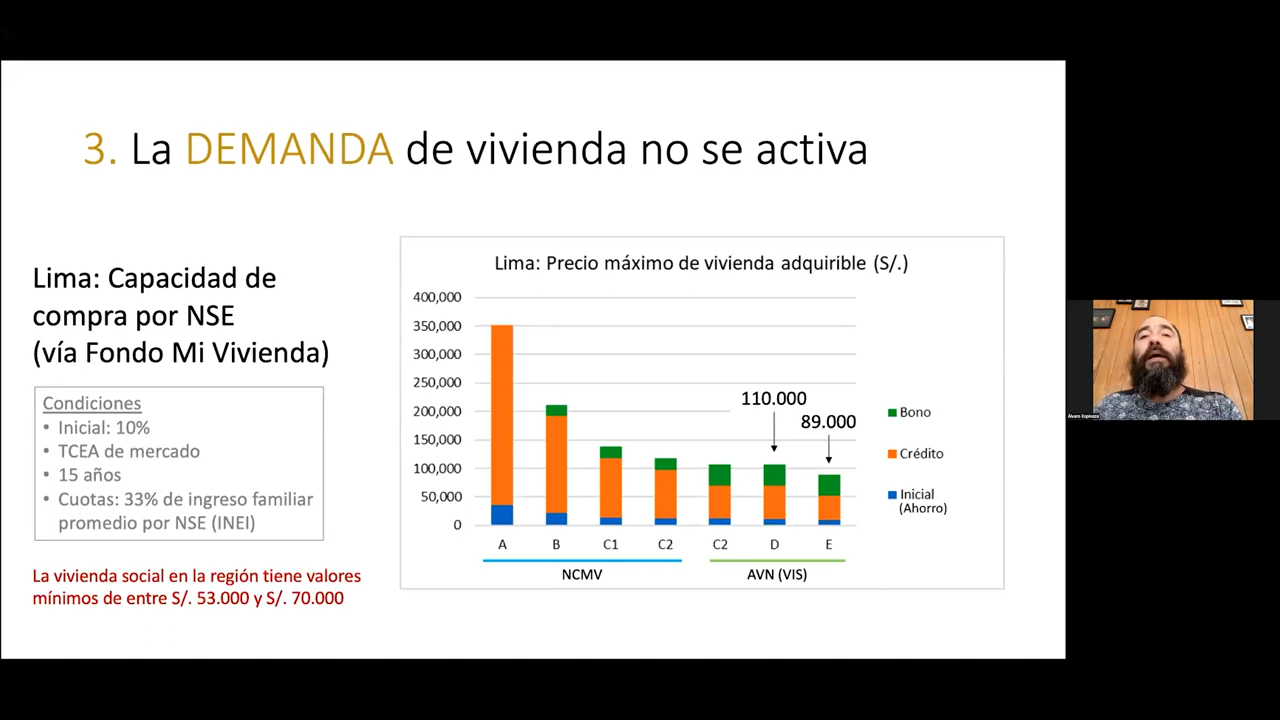 3. La DEMANDA de vivienda no se activa
Lima: Capacidad de
compra por NSE
(vía Fondo Mi Vivienda)
Condiciones
• Inicial: 10%
• TCEA de mercado
• 15 años
• Cuotas: 33% de ingreso familiar
promedio por NSE (INEI)
La vivienda social en la región tiene valores
mínimos de entre S/. 53.000 y S/. 70.000
Lima: Precio máximo de vivienda adquirible (S/.)
400,000
350,000
300,000
250,000
200,000
150,000
100,000
50,000
0
110.000
89.000
A B C1 C2 C2 D E
NCMV AVN (VIS)
Bono
Crédito
Inicial
(Ahorro)
Álvaro Espinoza